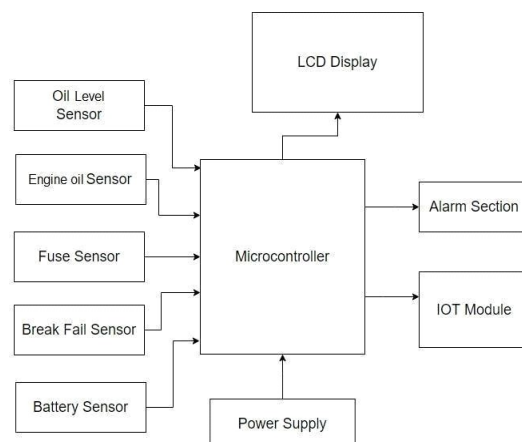 LCD Display
Oil Level
Sensor
Engine oil Sensor
Fuse Sensor
Break Fail Sensor
Battery Sensor
Microcontroller
Alarm Section
IOT Module
Power Supply